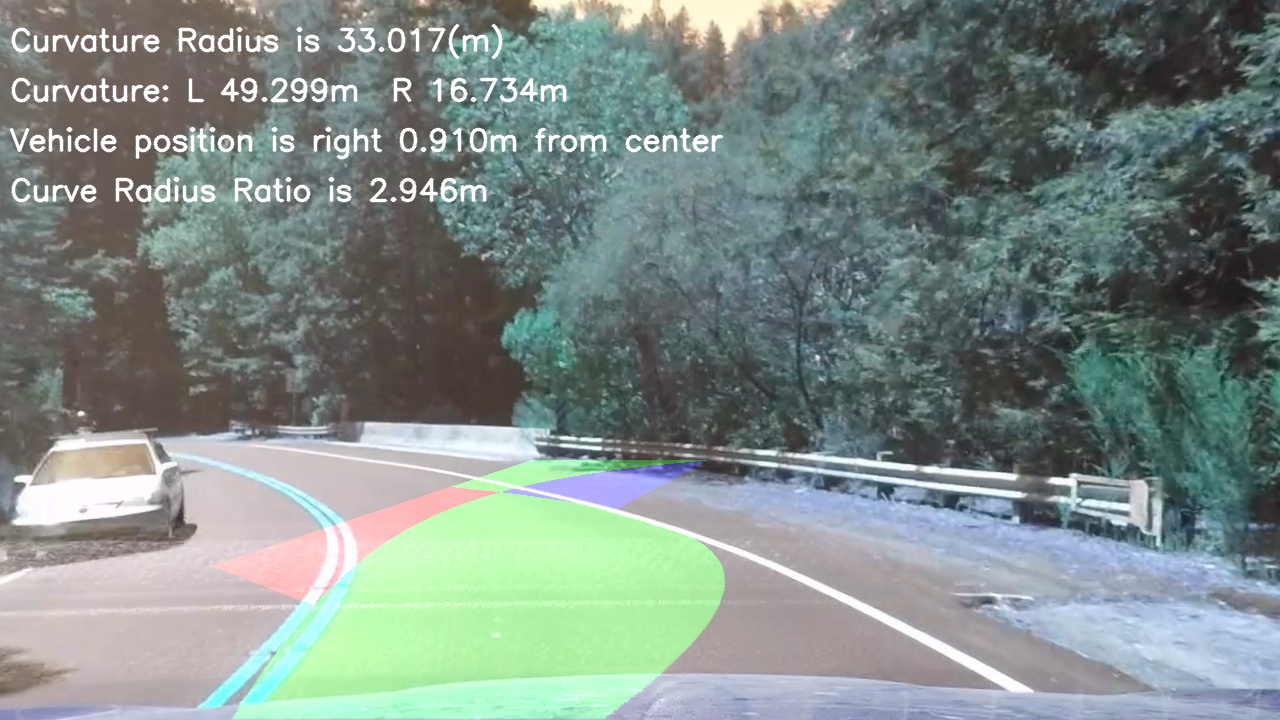 Curvature Radius is 33.017(m)
Curvature: L 49.299m R 16.734m
Vehicle position is right 0.910m from center
Curve Radius Ratio is 2.946m